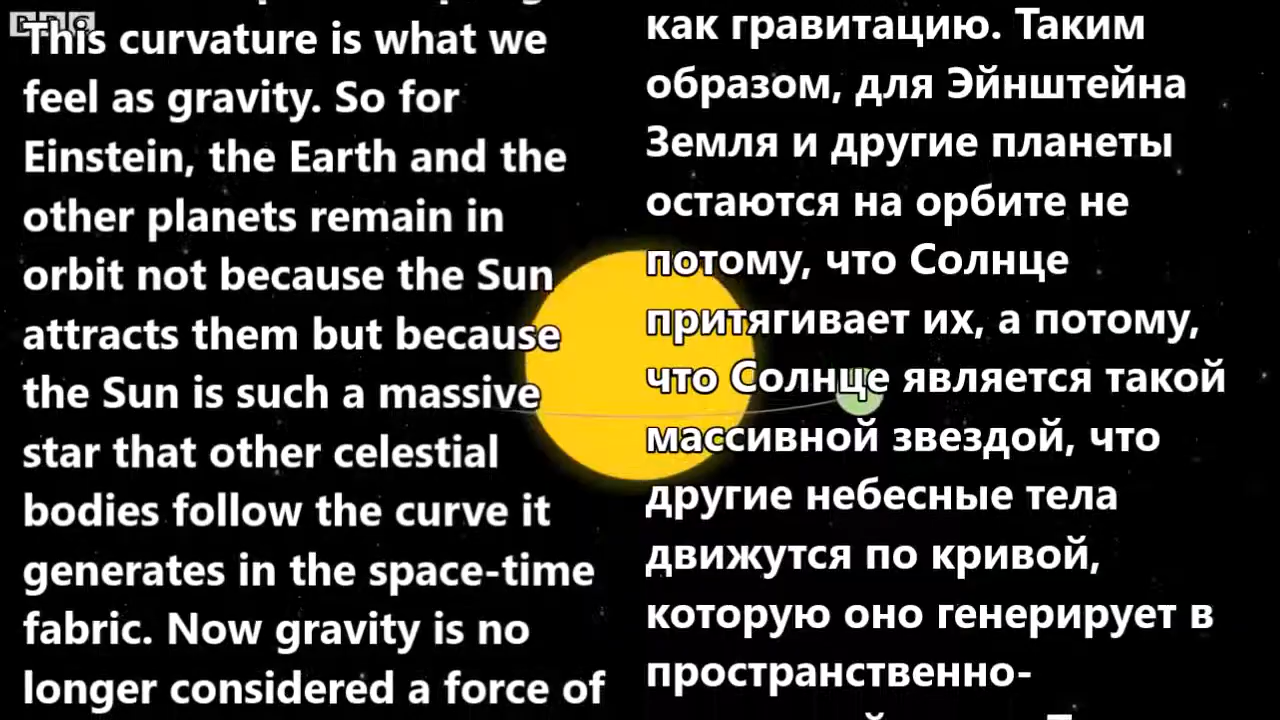 BBC
This curvature is what we
feel as gravity. So for
Einstein, the Earth and the
other planets remain in
orbit not because the Sun
attracts them but because
the Sun is such a massive
star that other celestial
bodies follow the curve it
generates in the space-time
fabric. Now gravity is no
longer considered a force of
как гравитацию. Таким
образом, для Эйнштейна
Земля и другие планеты
остаются на орбите не
потому, что Солнце
притягивает их, а потому,
что Солнце является такой
массивной звездой, что
другие небесные тела
движутся по кривой,
которую оно генерирует в
пространственно-